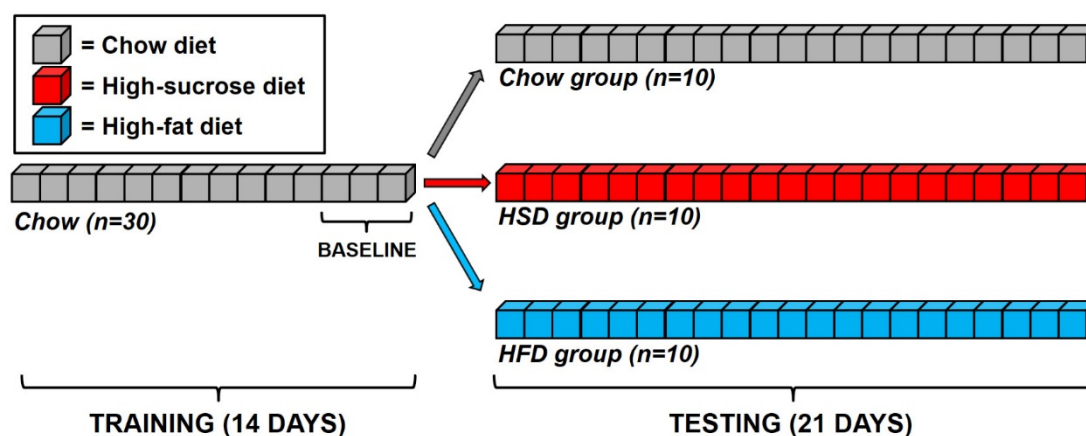 = Chow diet
= High-sucrose diet
= High-fat diet
Chow group (n=10)
Chow (n=30)
BASELINE
HSD group (n=10)
HFD group (n=10)
TRAINING (14 DAYS)
TESTING (21 DAYS)